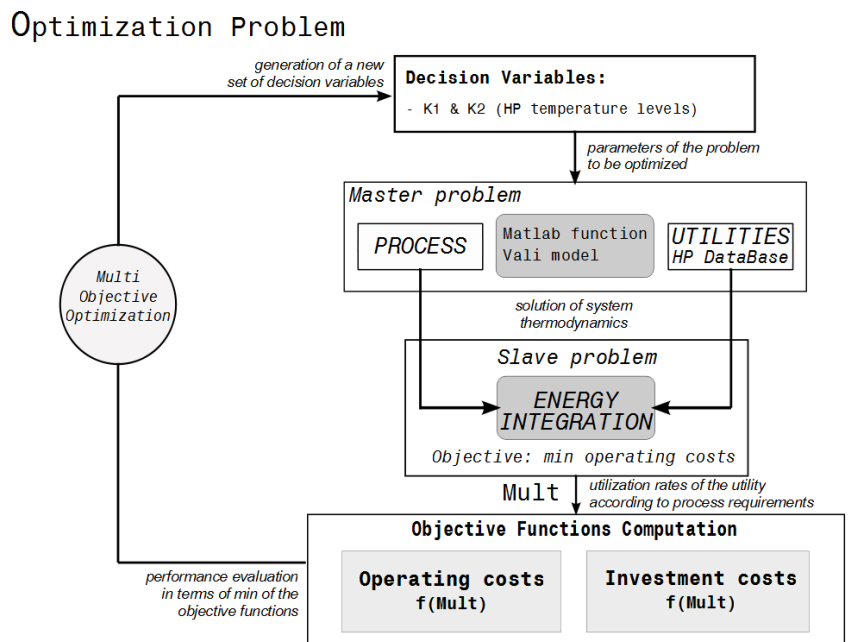 Optimization Problem
generation of a new
set of decision variables
Decision Variables:
- K1 & K2 (HP temperature levels)
parameters of the problem
to be optimized
Master problem
PROCESS
Matlab function
Vali model
UTILITIES
HP DataBase
Multi
Objective
Optimization
solution of system
thermodynamics
Slave problem
ENERGY
INTEGRATION
Objective: min operating costs
Mult
utilization rates of the utility
according to process requirements
Objective Functions Computation
Operating costs
f(Mult)
Investment costs
f(Mult)
performance evaluation
in terms of min of the
objective functions